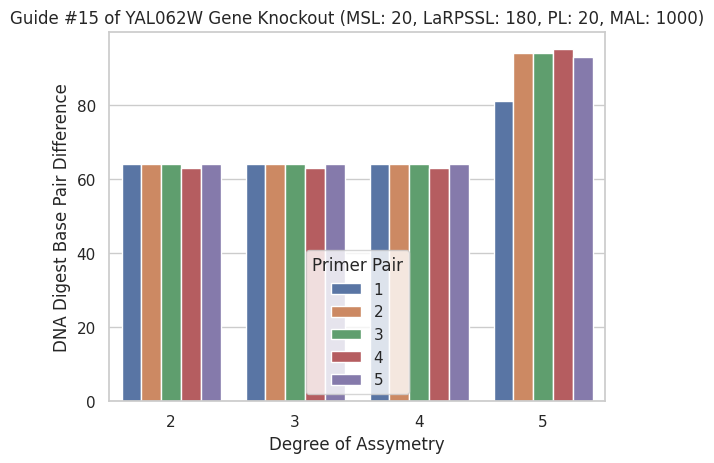 Guide #15 of YAL062W Gene Knockout (MSL: 20, LaRPSSL: 180, PL: 20, MAL: 1000)
DNA Digest Base Pair Difference
80
60
40
20
0
Primer Pair
1
2
3
4
5
2 3 4 5
Degree of Assymetry